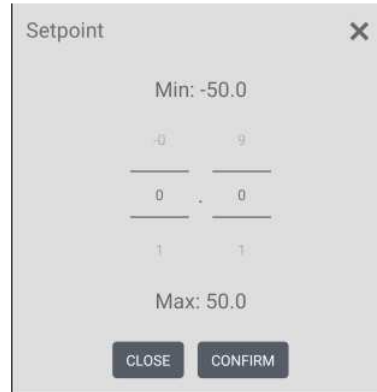 Setpoint ×
Min: -50.0
-0 9
0 . 0
1 1
Max: 50.0
CLOSE CONFIRM